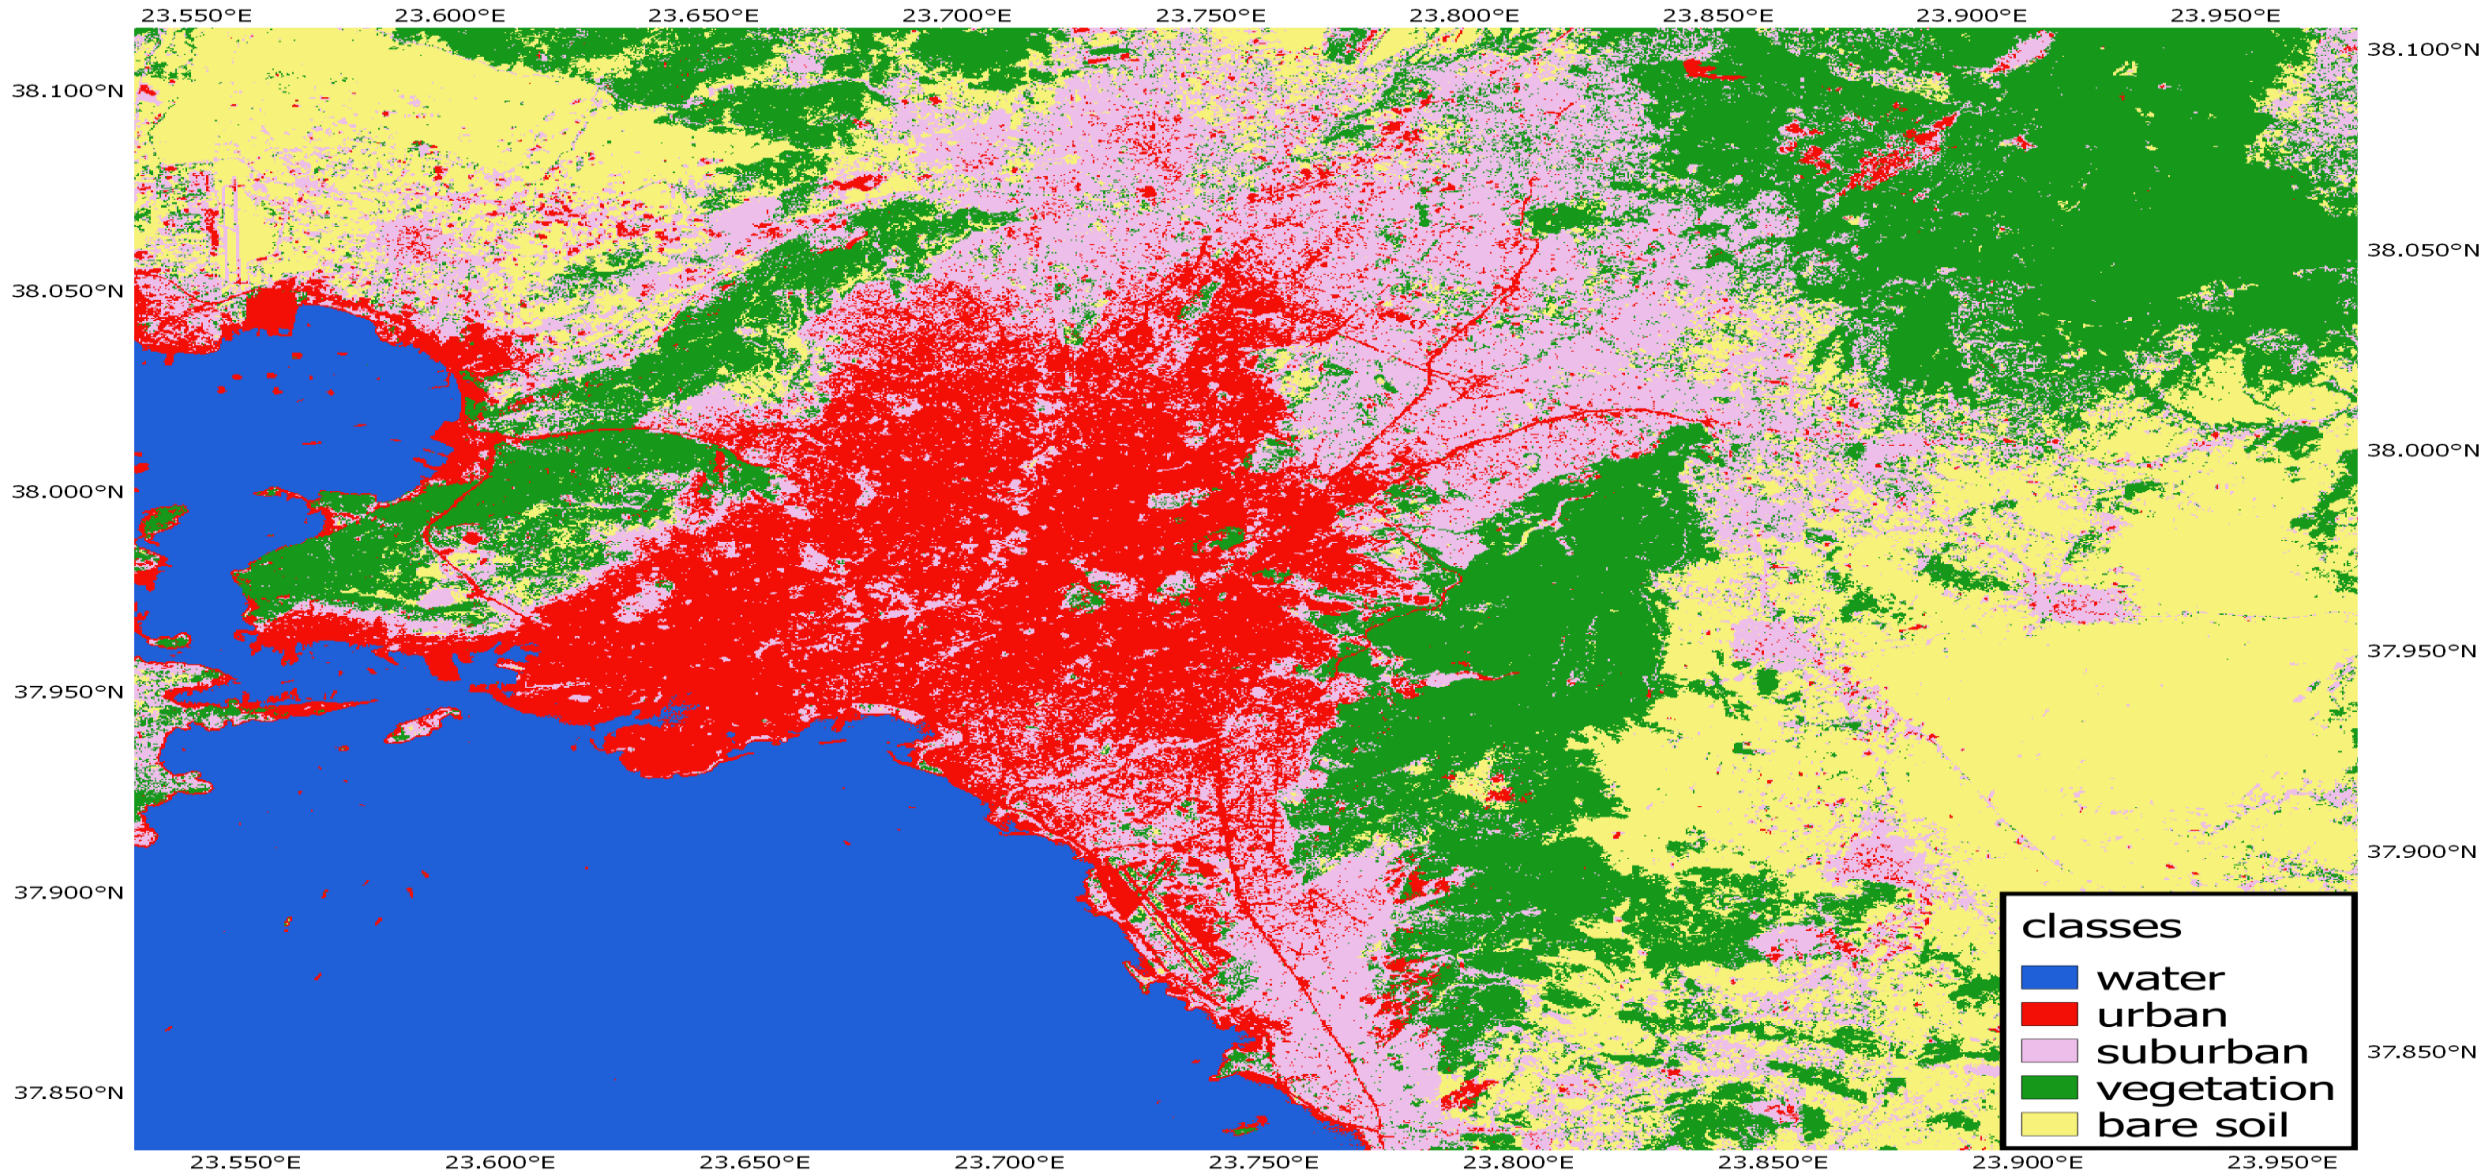 23.550°E 23.600°E 23.650°E 23.700°E 23.750°E 23.800°E 23.850°E 23.900°E 23.950°E
38.100°N 38.100°N
38.050°N 38.050°N
38.000°N 38.000°N
37.950°N 37.950°N
37.900°N 37.900°N
37.850°N 37.850°N
classes
water
urban
suburban
vegetation
bare soil
23.550°E 23.600°E 23.650°E 23.700°E 23.750°E 23.800°E 23.850°E 23.900°E 23.950°E